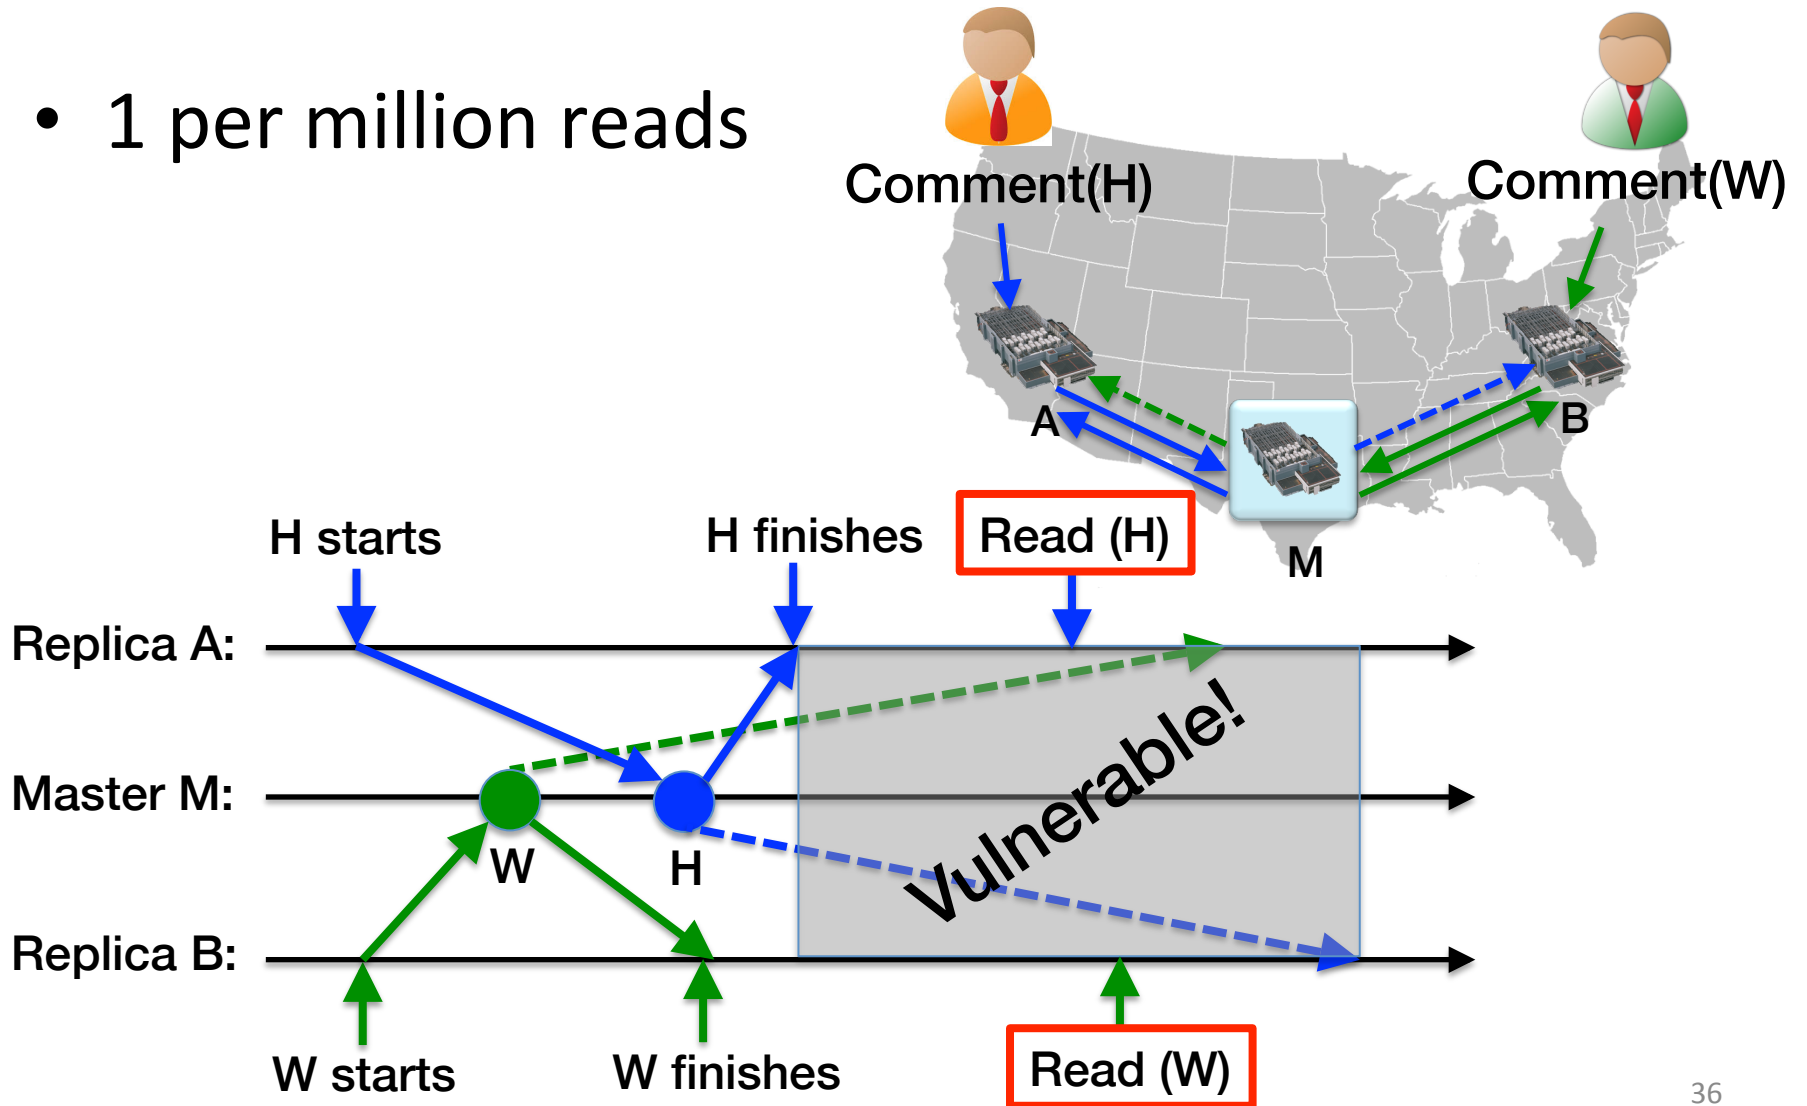 • 1 per million reads
Comment(H)
Comment(W)
A
B
M
H starts
H finishes
Read (H)
Replica A:
Vulnerable!
Master M:
W
H
Replica B:
W starts
W finishes
Read (W)
36